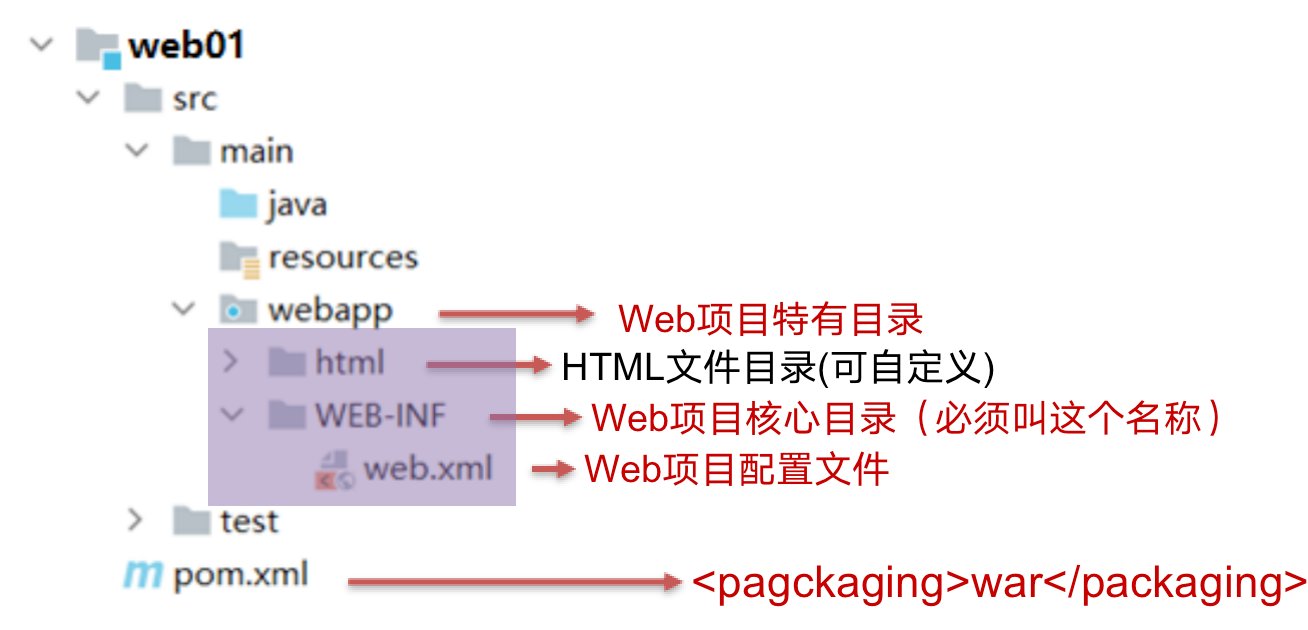 web01
src
main
java
resources
webapp Web项目特有目录
html HTML文件目录(可自定义)
WEB-INF Web项目核心目录（必须叫这个名称）
web.xml Web项目配置文件
test
pom.xml <pagckaging>war</packaging>